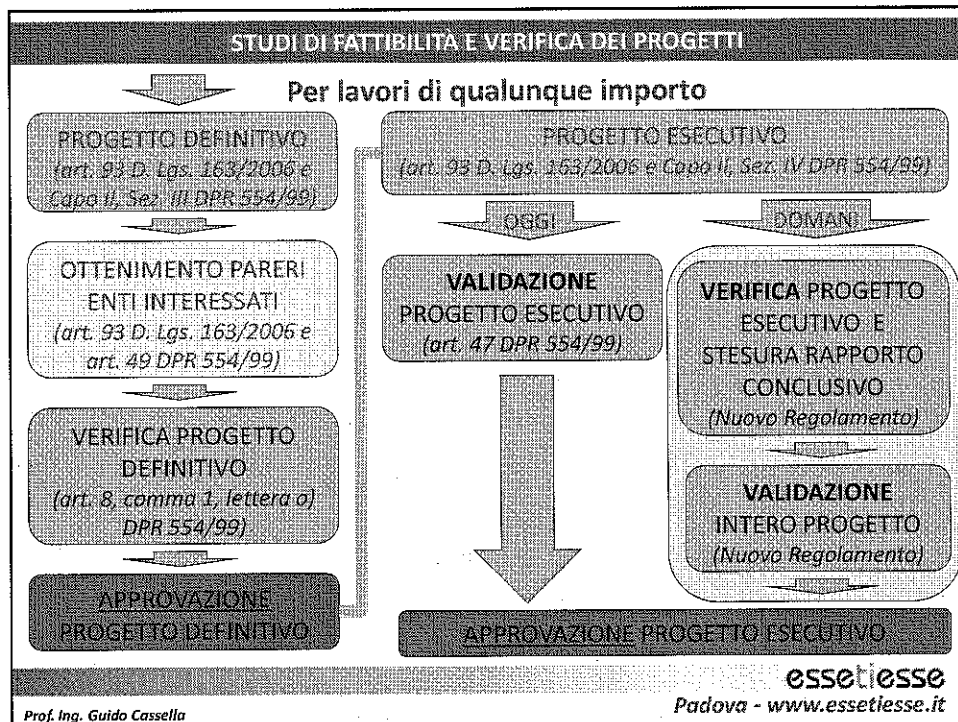 STUDI DI FATTIBILITÀ E VERIFICA DEI PROGETTI
Per lavori di qualunque importo
PROGETTO DEFINITIVO
(art. 93 D. Lgs. 163/2006 e
Capo II, Sez. III DPR 554/99)
OTTENIMENTO PARERI
ENTI INTERESSATI
(art. 93 D. Lgs. 163/2006 e
art. 49 DPR 554/99)
VERIFICA PROGETTO
DEFINITIVO
(art. 8, comma 1, lettera o)
DPR 554/99)
APPROVAZIONE
PROGETTO DEFINITIVO
PROGETTO ESECUTIVO
(art. 93 D. Lgs. 163/2006 e Capo II, Sez. IV DPR 554/99)
OGGI
VALIDAZIONE
PROGETTO ESECUTIVO
(art. 47 DPR 554/99)
DOMANI
VERIFICA PROGETTO
ESECUTIVO E
STESURA RAPPORTO
CONCLUSIVO
(Nuovo Regolamento)
VALIDAZIONE
INTERO PROGETTO
(Nuovo Regolamento)
APPROVAZIONE PROGETTO ESECUTIVO
essetiesse
Padova - www.essetiesse.it
Prof. Ing. Guido Cassella